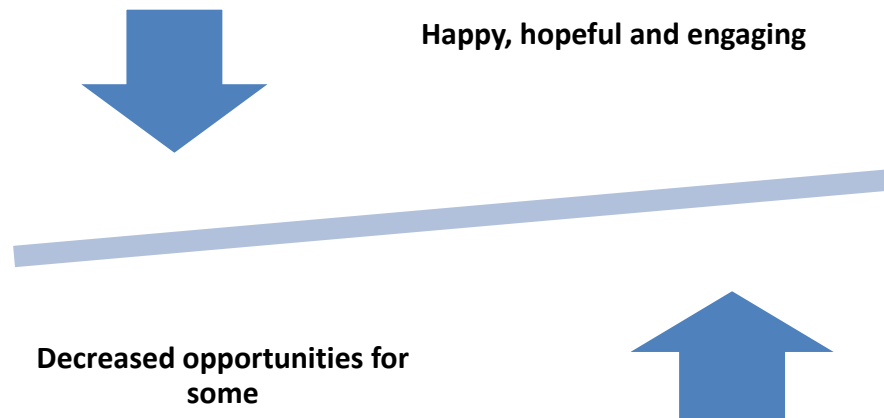 Happy, hopeful and engaging
Decreased opportunities for
some